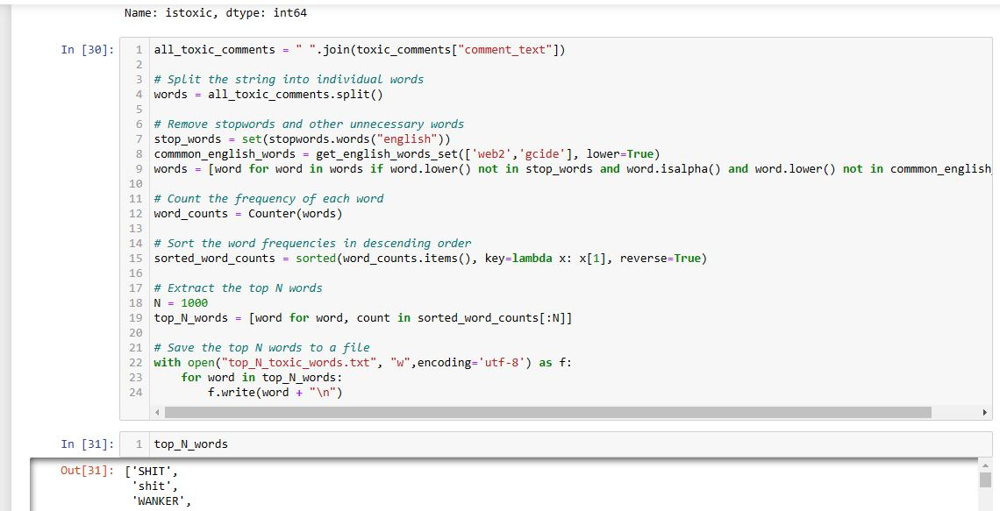 Name: istoxic, dtype: int64
In [30]:
1 all_toxic_comments = " ".join(toxic_comments["comment_text"])
2
3 # Split the string into individual words
4 words = all_toxic_comments.split()
5
6 # Remove stopwords and other unnecessary words
7 stop_words = set(stopwords.words("english"))
8 commmon_english_words = get_english_words_set(['web2','gcide'], lower=True)
9 words = [word for word in words if word.lower() not in stop_words and word.isalpha() and word.lower() not in commmon_english_
10
11 # Count the frequency of each word
12 word_counts = Counter(words)
13
14 # Sort the word frequencies in descending order
15 sorted_word_counts = sorted(word_counts.items(), key=lambda x: x[1], reverse=True)
16
17 # Extract the top N words
18 N = 1000
19 top_N_words = [word for word, count in sorted_word_counts[:N]]
20
21 # Save the top N words to a file
22 with open("top_N_toxic_words.txt", "w",encoding='utf-8') as f:
23     for word in top_N_words:
24         f.write(word + "\n")
In [31]:
1 top_N_words
Out[31]: ['SHIT',
'shit',
'WANKER',